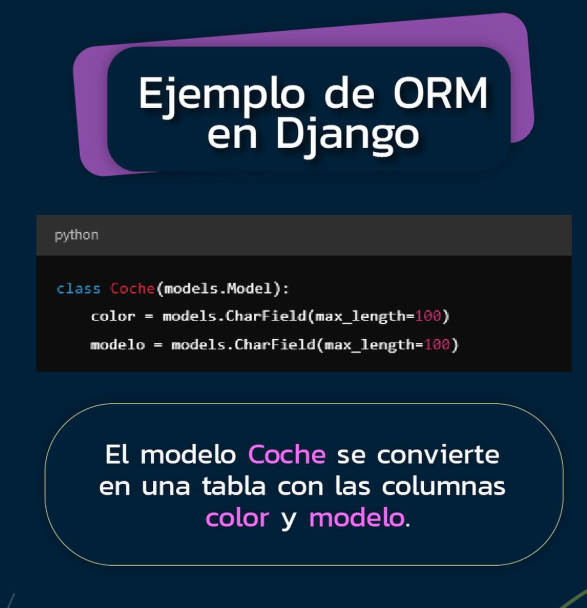 Ejemplo de ORM
en Django
python
class Coche(models.Model):
    color = models.CharField(max_length=100)
    modelo = models.CharField(max_length=100)
El modelo Coche se convierte
en una tabla con las columnas
color y modelo.